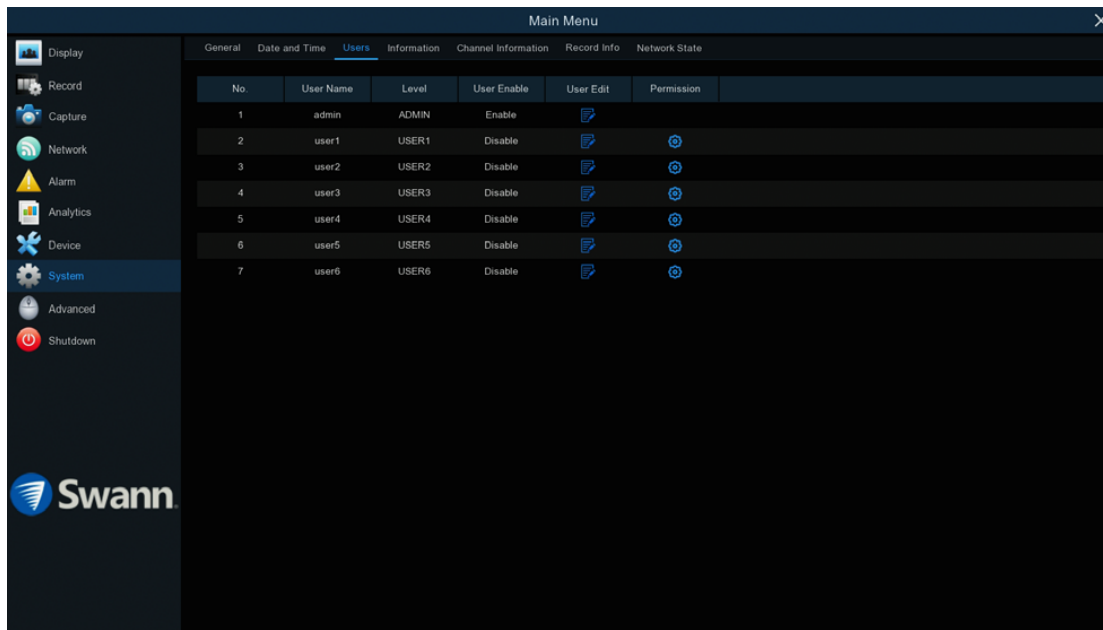 Main Menu
X
Display
Record
Capture
Network
Alarm
Analytics
Device
System
Advanced
Shutdown
Swann.
General Date and Time Users Information Channel Information Record Info Network State
No. User Name Level User Enable User Edit Permission
1 admin ADMIN Enable
2 user1 USER1 Disable
3 user2 USER2 Disable
4 user3 USER3 Disable
5 user4 USER4 Disable
6 user5 USER5 Disable
7 user6 USER6 Disable